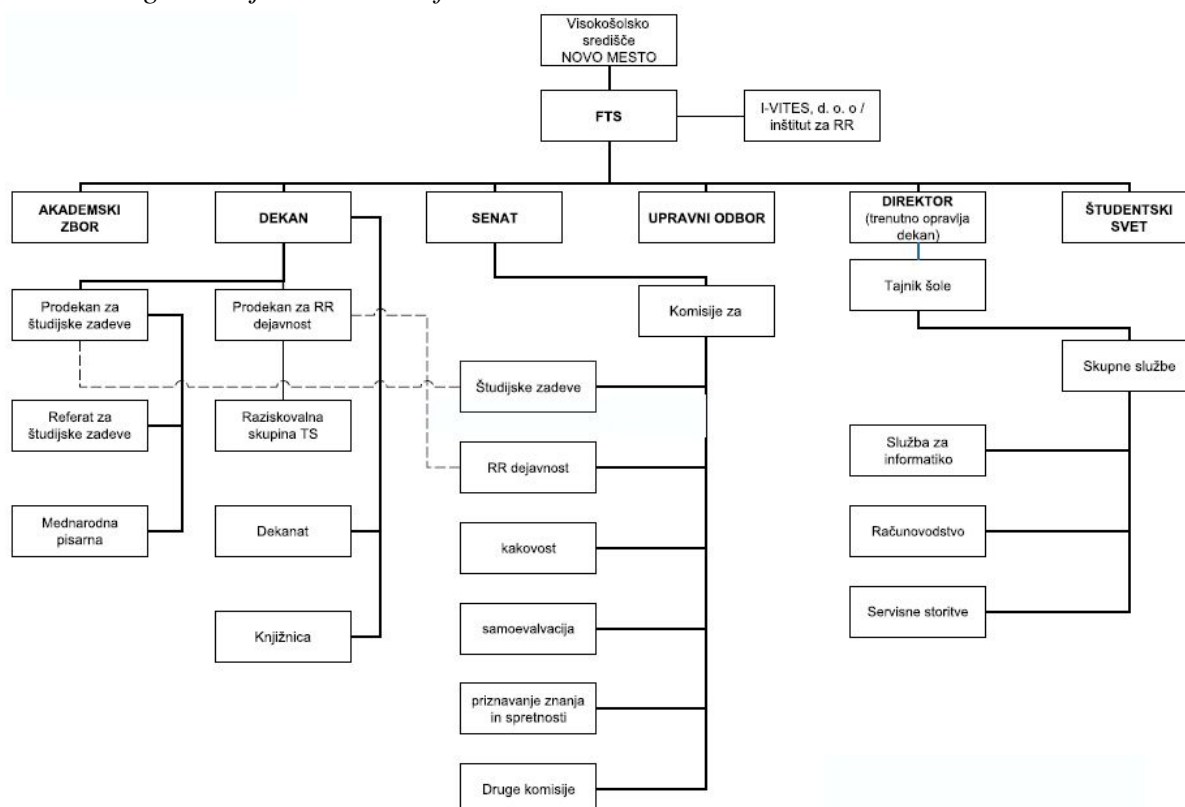 Visokošolsko
središče
NOVO MESTO
FTS
I-VITES, d. o. o /
inštitut za RR
AKADEMSKI
ZBOR
DEKAN
SENAT
UPRAVNI ODBOR
DIREKTOR
(trenutno opravlja
dekan)
ŠTUDENTSKI
SVET
Prodekan za
študijske zadeve
Prodekan za RR
dejavnost
Komisije za
Tajnik šole
Skupne službe
Študijske zadeve
Referat za
študijske zadeve
Raziskovalna
skupina TS
RR dejavnost
Služba za
informatiko
Mednarodna
pisarna
Dekanat
kakovost
Računovodstvo
Knjižnica
samoevalvacija
Servisne storitve
priznavanje znanja
in spretnosti
Druge komisije